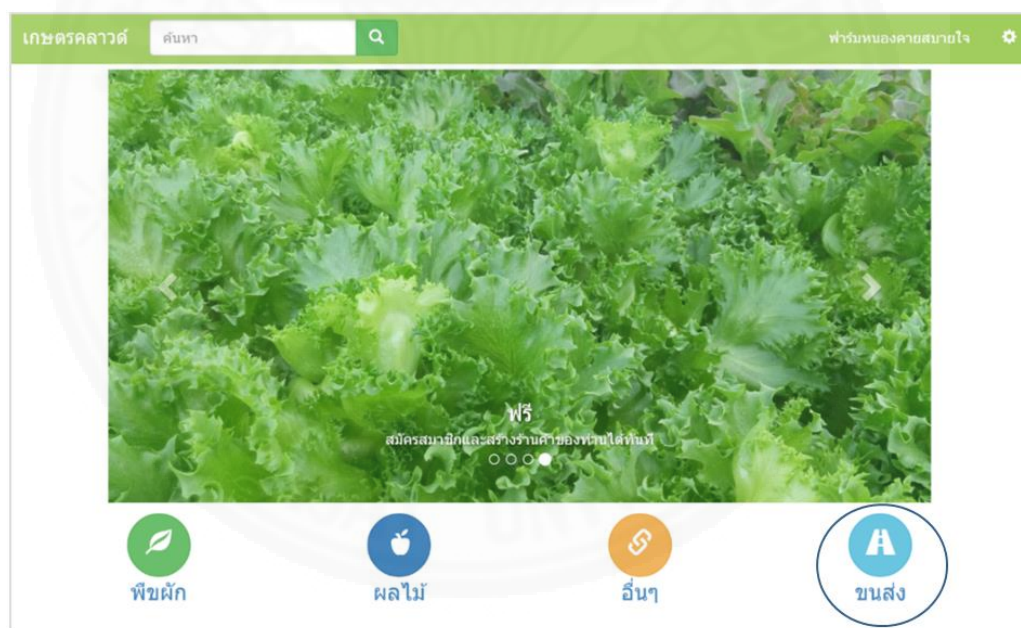 เกษตรคลาวด์ ค้นหา ฟาร์มหนองคายสบายใจ
ฟรี
สมัครสมาชิกและสร้างร้านค้าของท่านได้ทันที
พืชผัก ผลไม้ อื่นๆ ขนส่ง